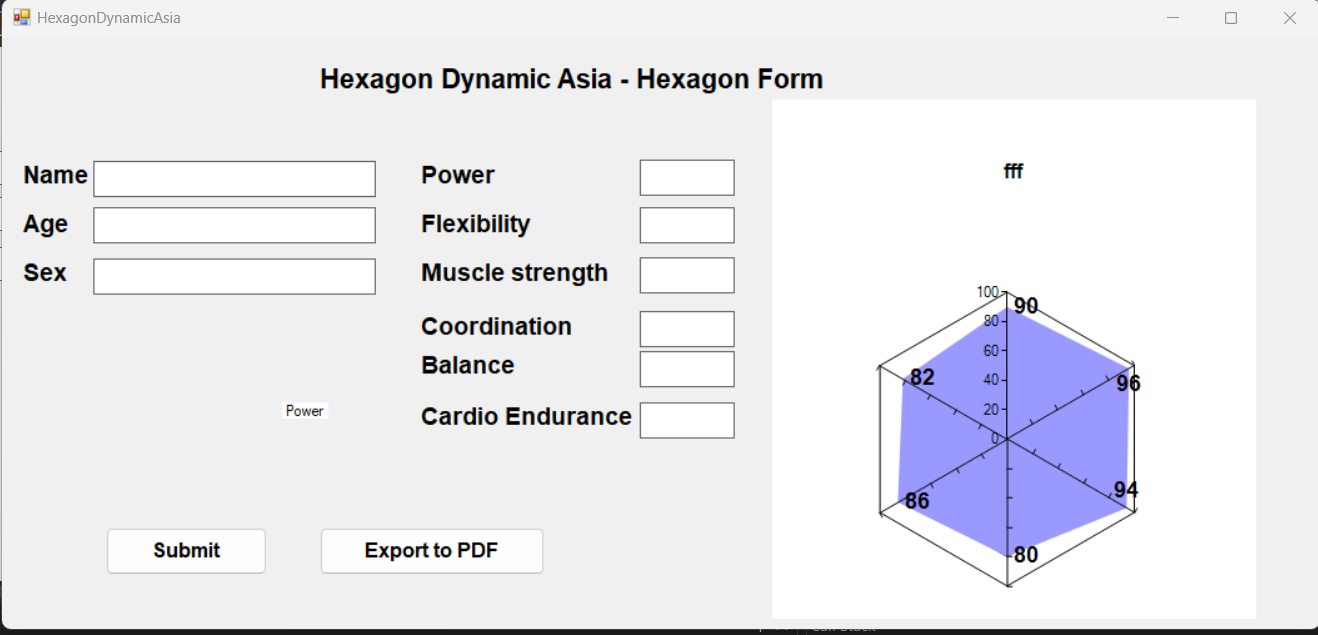 HexagonDynamicAsia
Hexagon Dynamic Asia - Hexagon Form
Name
Age
Sex
Power
Flexibility
Muscle strength
Coordination
Balance
Cardio Endurance
Power
Submit
Export to PDF
fff
100
80
60
40
20
0
90
96
94
80
86
82